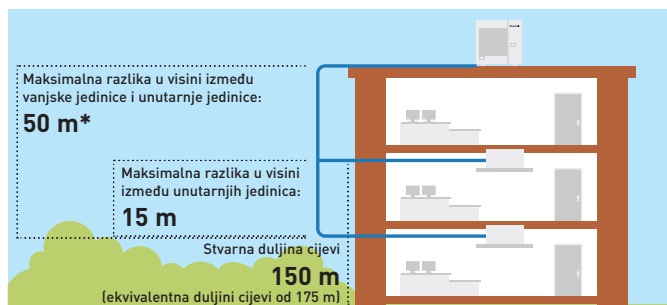 Maksimalna razlika u visini između
vanjske jedinice i unutarnje jedinice:
50 m*
Maksimalna razlika u visini
između unutarnjih jedinica:
15 m
Stvarna duljina cijevi
150 m
(ekvivalentna duljini cijevi od 175 m)